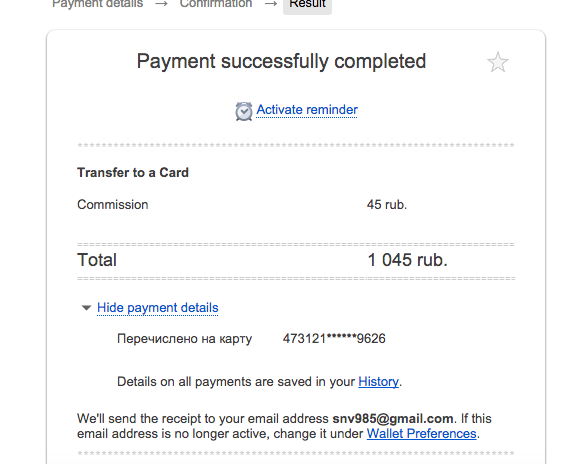 Payment details → Confirmation → Result
Payment successfully completed
Activate reminder
Transfer to a Card
Commission 45 rub.
Total 1 045 rub.
Hide payment details
Перечислено на карту 473121******9626
Details on all payments are saved in your History.
We'll send the receipt to your email address snv985@gmail.com. If this
email address is no longer active, change it under Wallet Preferences.